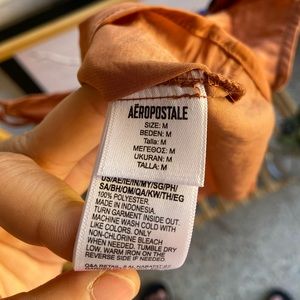 AÉROPOSTALE
SIZE: M
BEDEN: M
Talla: M
ΜΕΓΕΘΟΣ: M
UKURAN: M
TALLA: M
US/AE/IE/IN/MY/SG/PH/
SA/BH/OM/QA/KW/TH/EG
100% POLYESTER.
MADE IN INDONESIA.
TURN GARMENT INSIDE OUT.
MACHINE WASH COLD WITH
LIKE COLORS. ONLY
NON-CHLORINE BLEACH
WHEN NEEDED. TUMBLE DRY
LOW. WARM IRON ON THE
REVERSE SIDE IF NEEDED.